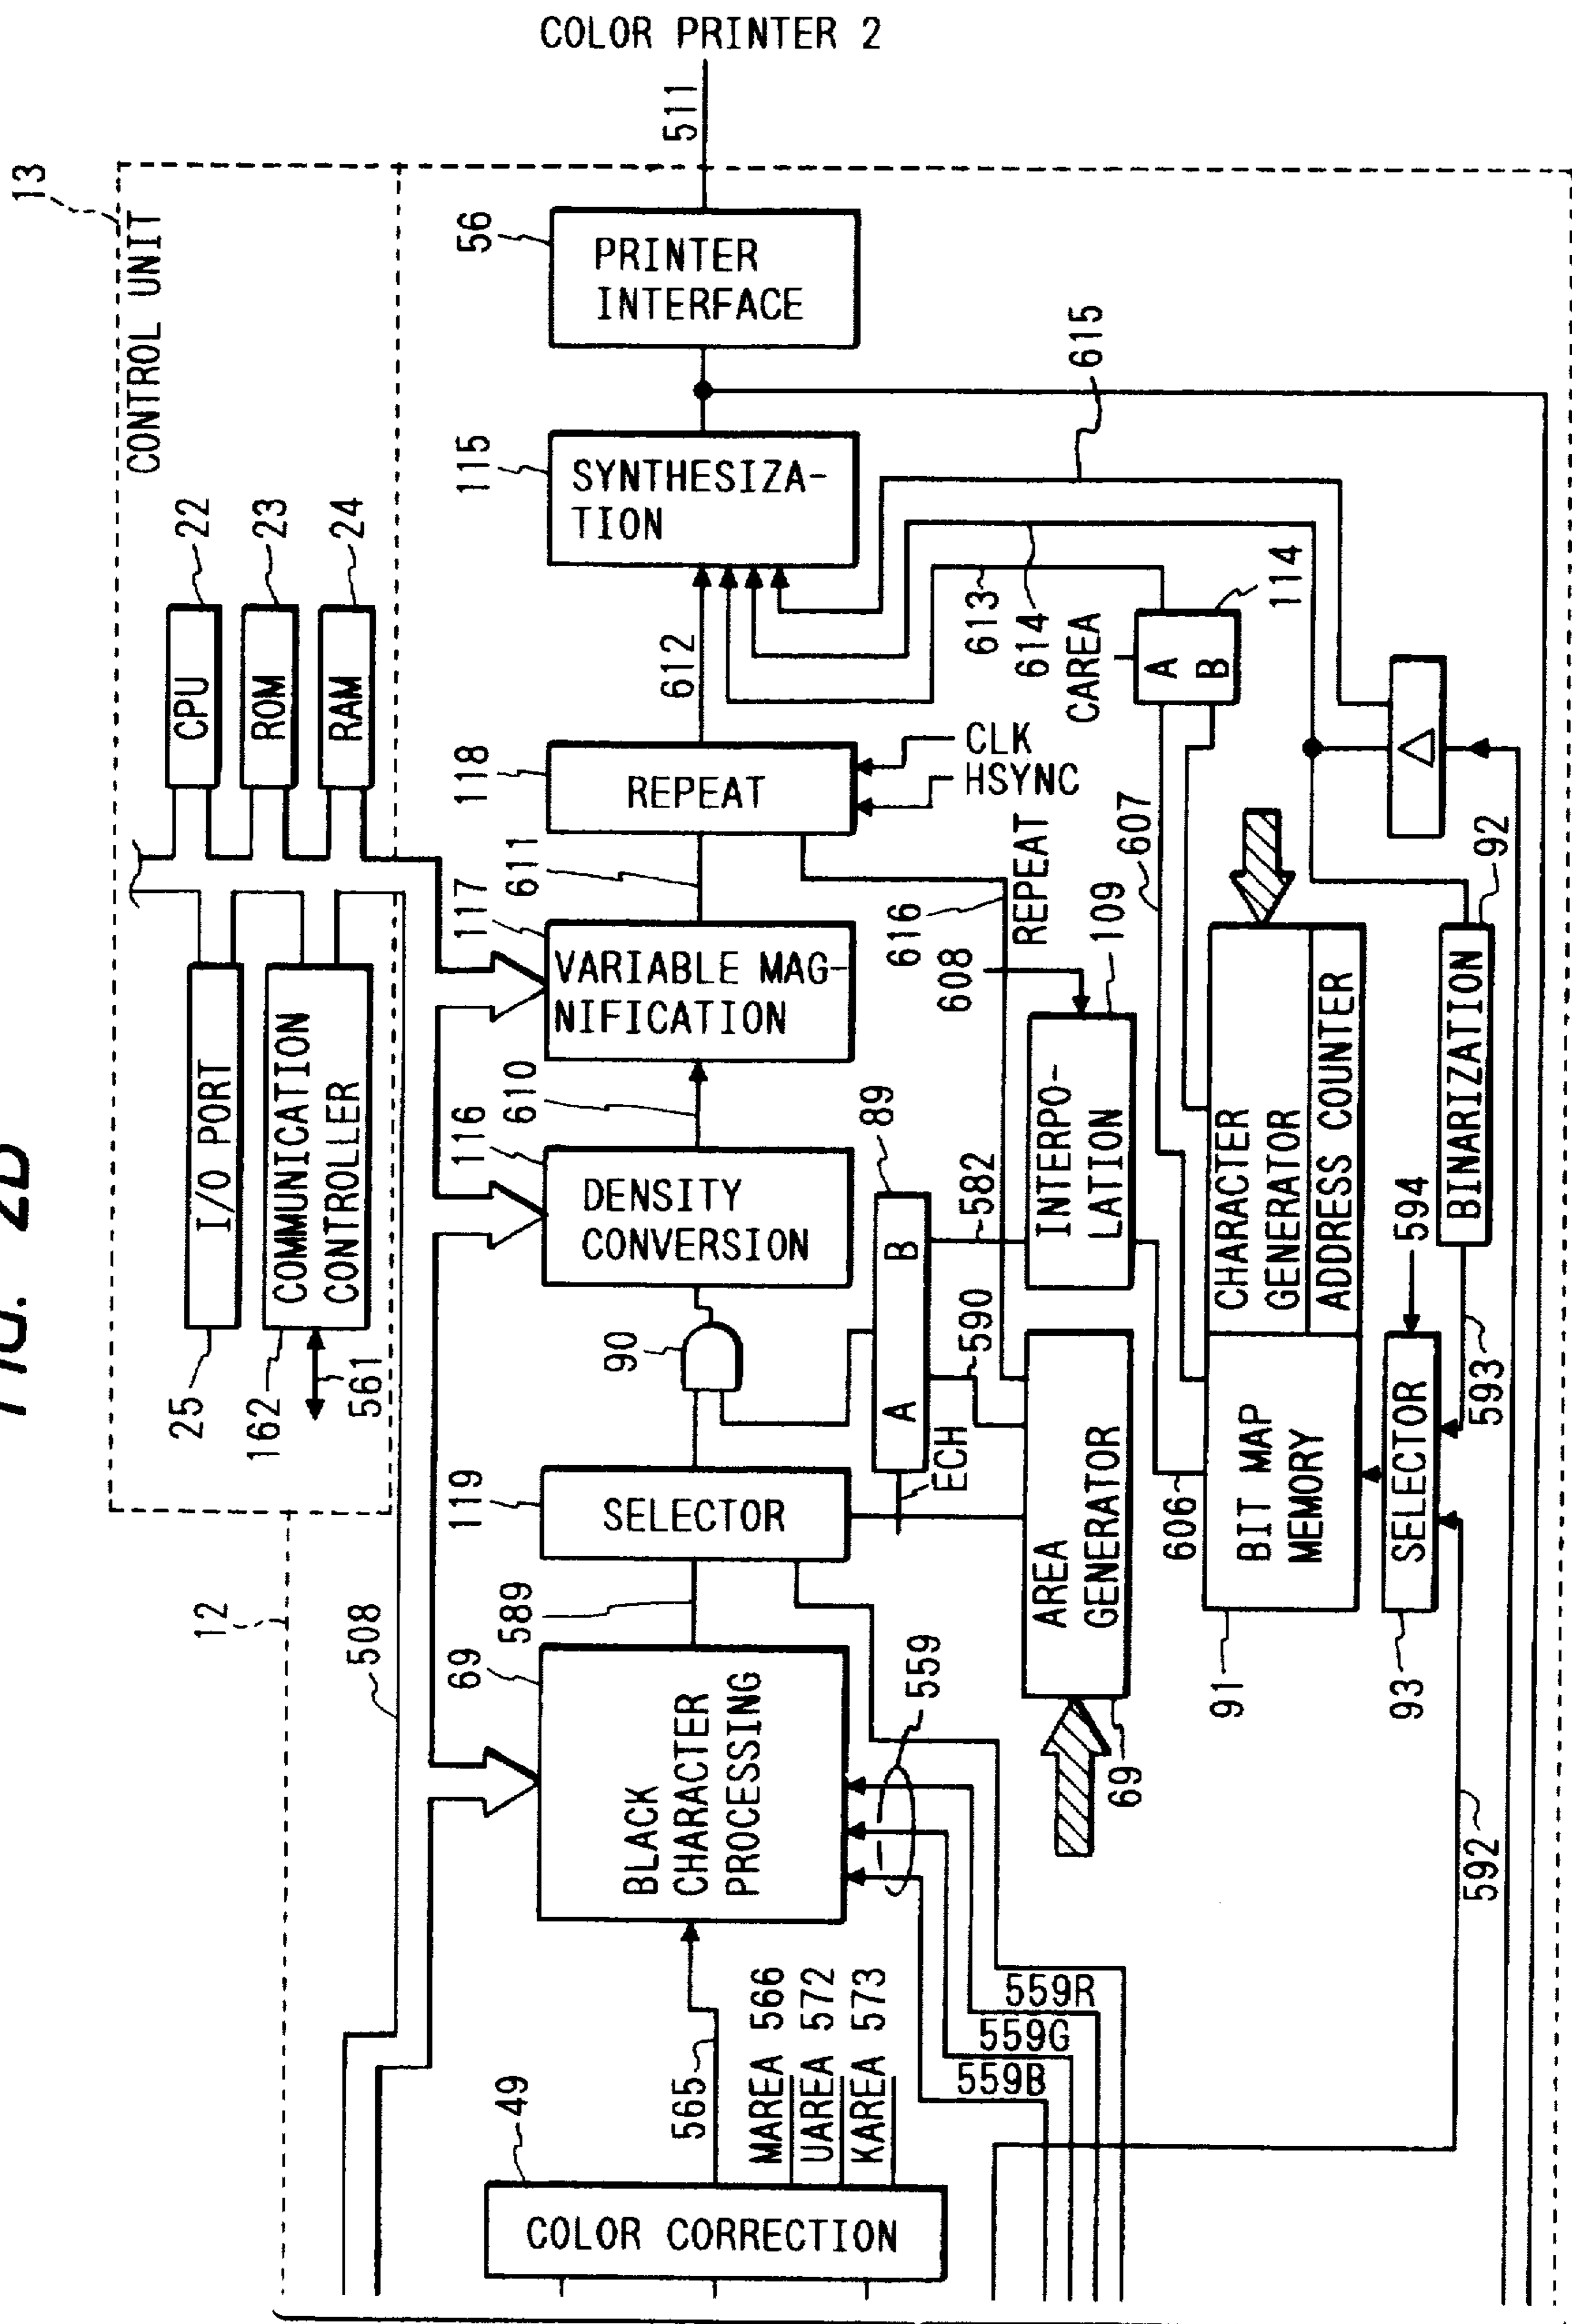 FIG. 2B
13
CONTROL UNIT
CPU
22
ROM
23
RAM
24
25
I/O PORT
162
COMMUNICATION
CONTROLLER
561
12
508
COLOR PRINTER 2
511
49
COLOR CORRECTION
565
MAREA 566
UAREA 572
KAREA 573
69
BLACK
CHARACTER
PROCESSING
589
559
559R
559G
559B
119
SELECTOR
90
116
DENSITY
CONVERSION
610
117
VARIABLE MAG-
NIFICATION
611
118
REPEAT
CLK
HSYNC
612
115
SYNTHESIZA-
TION
56
PRINTER
INTERFACE
615
613
614
CAREA
A
B
114
89
A
B
ECH
590
582
616
REPEAT
608
109
INTERPO-
LATION
607
AREA
GENERATOR
69
606
91
BIT MAP
MEMORY
CHARACTER
GENERATOR
ADDRESS COUNTER
93
SELECTOR
594
593
BINARIZATION
92
592